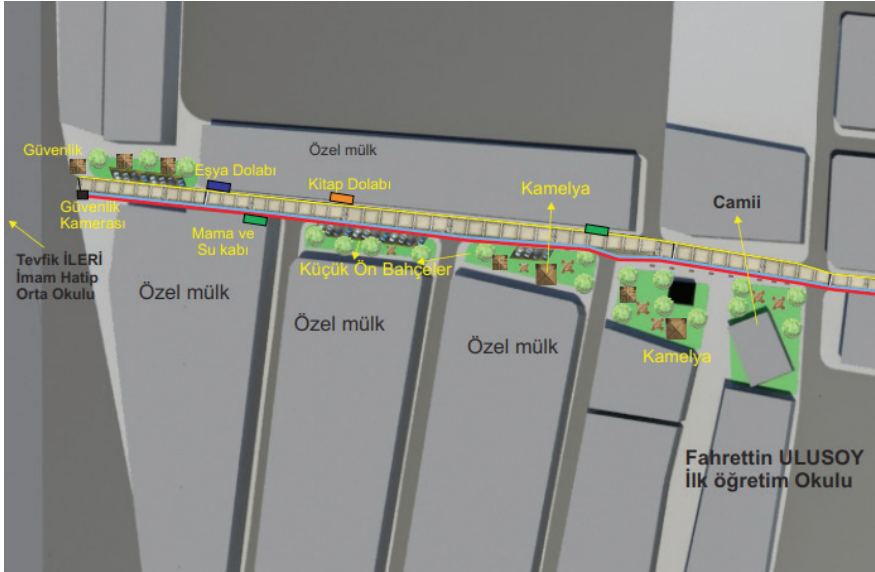 Güvenlik
Eşya Dolabı
Özel mülk
Kitap Dolabı
Kamelya
Camii
Güvenlik
Kamerası
Mama ve
Su kabı
Tevfik İLERİ
İmam Hatip
Orta Okulu
Küçük Ön Bahçeler
Özel mülk
Özel mülk
Özel mülk
Kamelya
Fahrettin ULUSOY
İlk öğretim Okulu